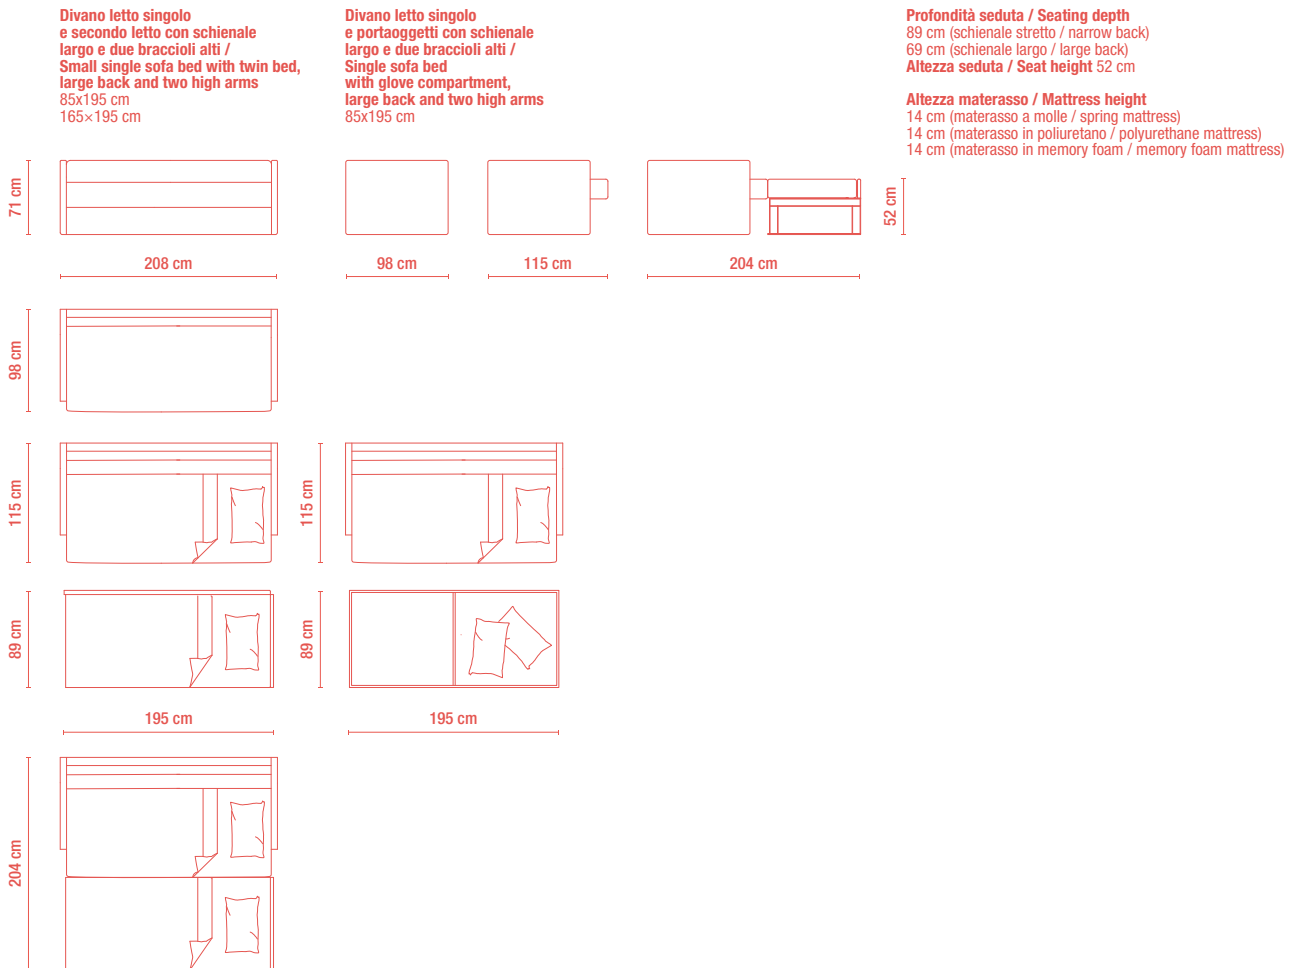 Divano letto singolo
e secondo letto con schienale
largo e due braccioli alti /
Small single sofa bed with twin bed,
large back and two high arms
85x195 cm
165×195 cm
Divano letto singolo
e portaoggetti con schienale
largo e due braccioli alti /
Single sofa bed
with glove compartment,
large back and two high arms
85x195 cm
Profondità seduta / Seating depth
89 cm (schienale stretto / narrow back)
69 cm (schienale largo / large back)
Altezza seduta / Seat height 52 cm
Altezza materasso / Mattress height
14 cm (materasso a molle / spring mattress)
14 cm (materasso in poliuretano / polyurethane mattress)
14 cm (materasso in memory foam / memory foam mattress)
71 cm
52 cm
208 cm
98 cm
115 cm
204 cm
98 cm
115 cm
115 cm
89 cm
89 cm
195 cm
195 cm
204 cm